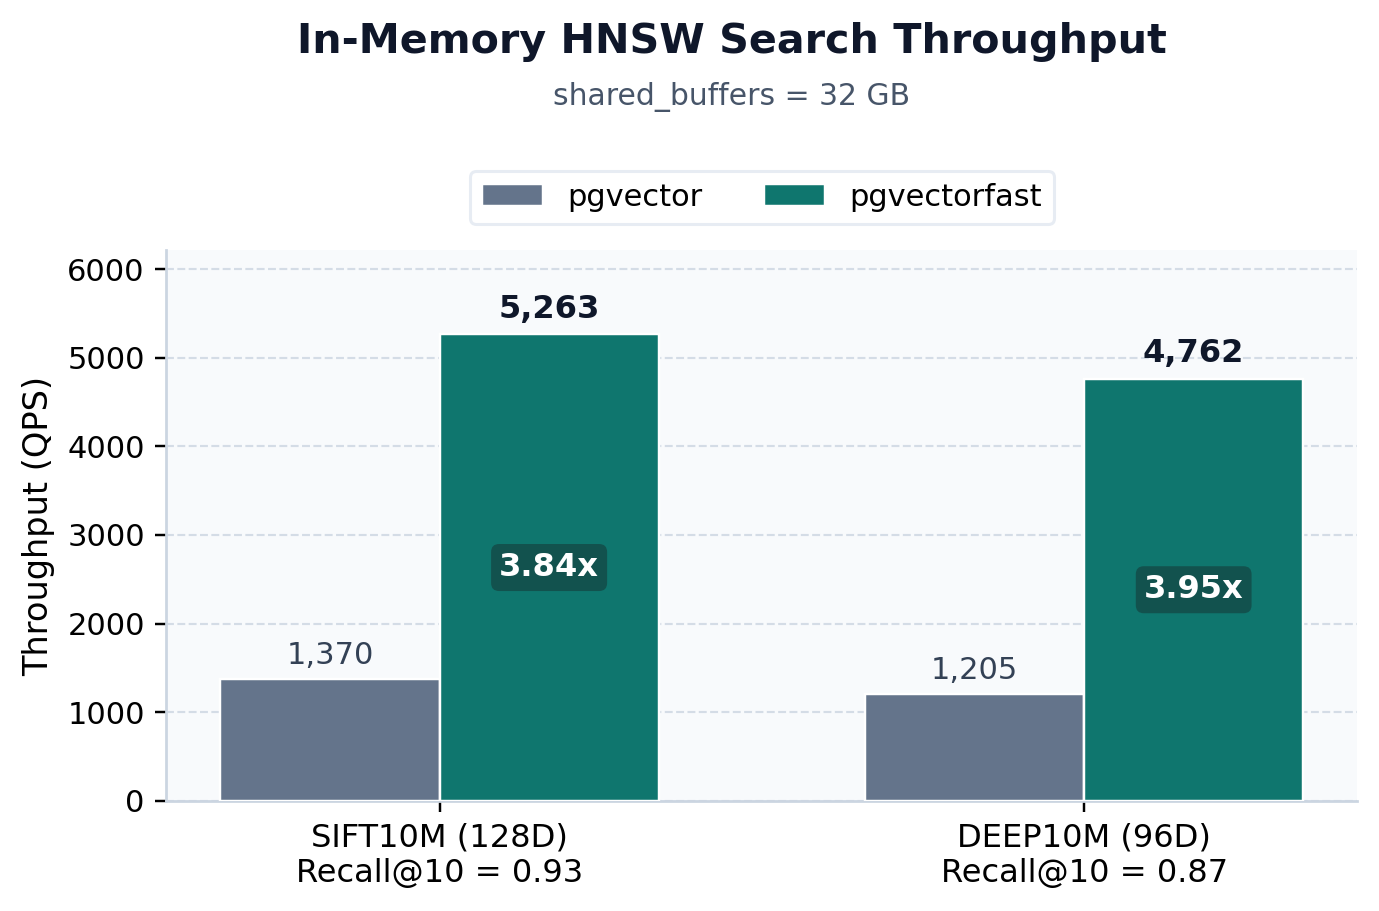 In-Memory HNSW Search Throughput
shared_buffers = 32 GB
pgvector
pgvectorfast
Throughput (QPS)
6000
5000
4000
3000
2000
1000
0
1,370
5,263
3.84x
1,205
4,762
3.95x
SIFT10M (128D)
Recall@10 = 0.93
DEEP10M (96D)
Recall@10 = 0.87